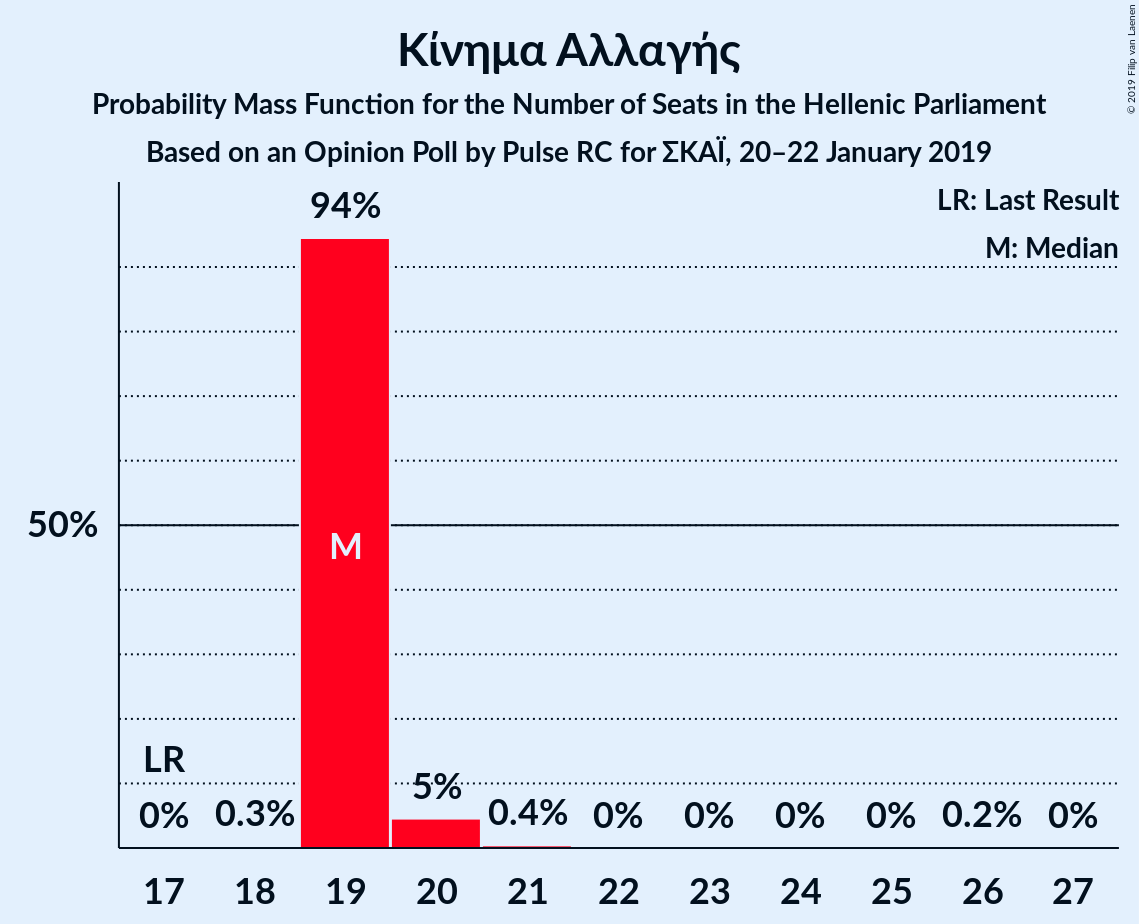 © 2019 Filip van Laenen
Κίνημα Αλλαγής
Probability Mass Function for the Number of Seats in the Hellenic Parliament
Based on an Opinion Poll by Pulse RC for ΣΚΑΪ, 20–22 January 2019
LR: Last Result
M: Median
94%
50%
M
LR
0% 0.3% 5% 0.4% 0% 0% 0% 0% 0.2% 0%
17 18 19 20 21 22 23 24 25 26 27